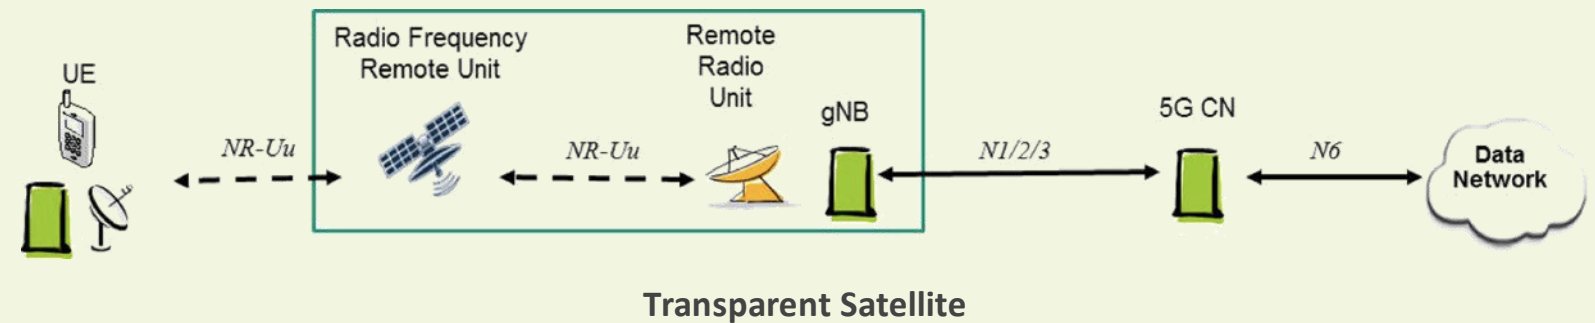 UE
NR-Uu
Radio Frequency
Remote Unit
NR-Uu
Remote
Radio
Unit
gNB
N1/2/3
5G CN
N6
Data
Network
Transparent Satellite